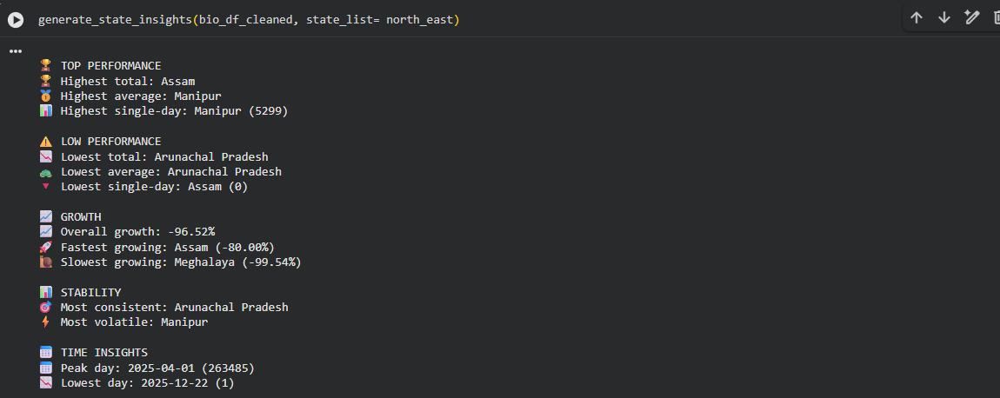 generate_state_insights(bio_df_cleaned, state_list= north_east)
🏆 TOP PERFORMANCE
🏆 Highest total: Assam
🥇 Highest average: Manipur
📊 Highest single-day: Manipur (5299)
⚠️ LOW PERFORMANCE
📉 Lowest total: Arunachal Pradesh
🐢 Lowest average: Arunachal Pradesh
🔻 Lowest single-day: Assam (0)
📈 GROWTH
📈 Overall growth: -96.52%
🚀 Fastest growing: Assam (-80.00%)
🐌 Slowest growing: Meghalaya (-99.54%)
📊 STABILITY
🎯 Most consistent: Arunachal Pradesh
⚡ Most volatile: Manipur
📅 TIME INSIGHTS
📅 Peak day: 2025-04-01 (263485)
📉 Lowest day: 2025-12-22 (1)